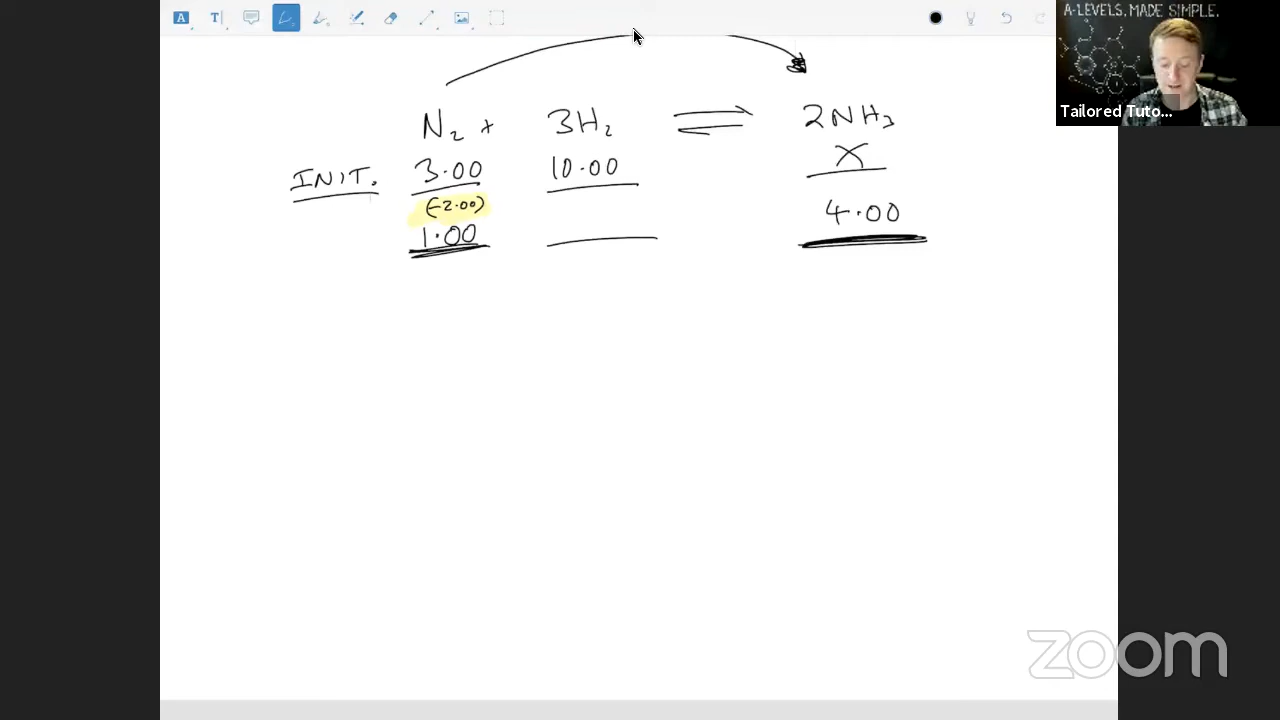 A-LEVELS, MADE SIMPLE.
A T
Tailored Tuto...
N2 + 3H2 ⇌ 2NH3
INIT. 3.00 10.00 X
(-2.00) 4.00
1.00
zoom